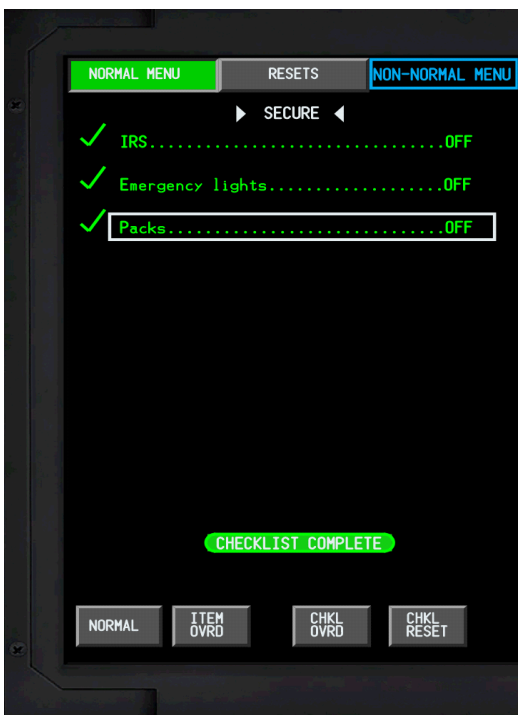 NORMAL MENU RESETS NON-NORMAL MENU
SECURE
IRS.................................OFF
Emergency lights.....................OFF
Packs...............................OFF
CHECKLIST COMPLETE
NORMAL ITEM OVRD CHKL OVRD CHKL RESET